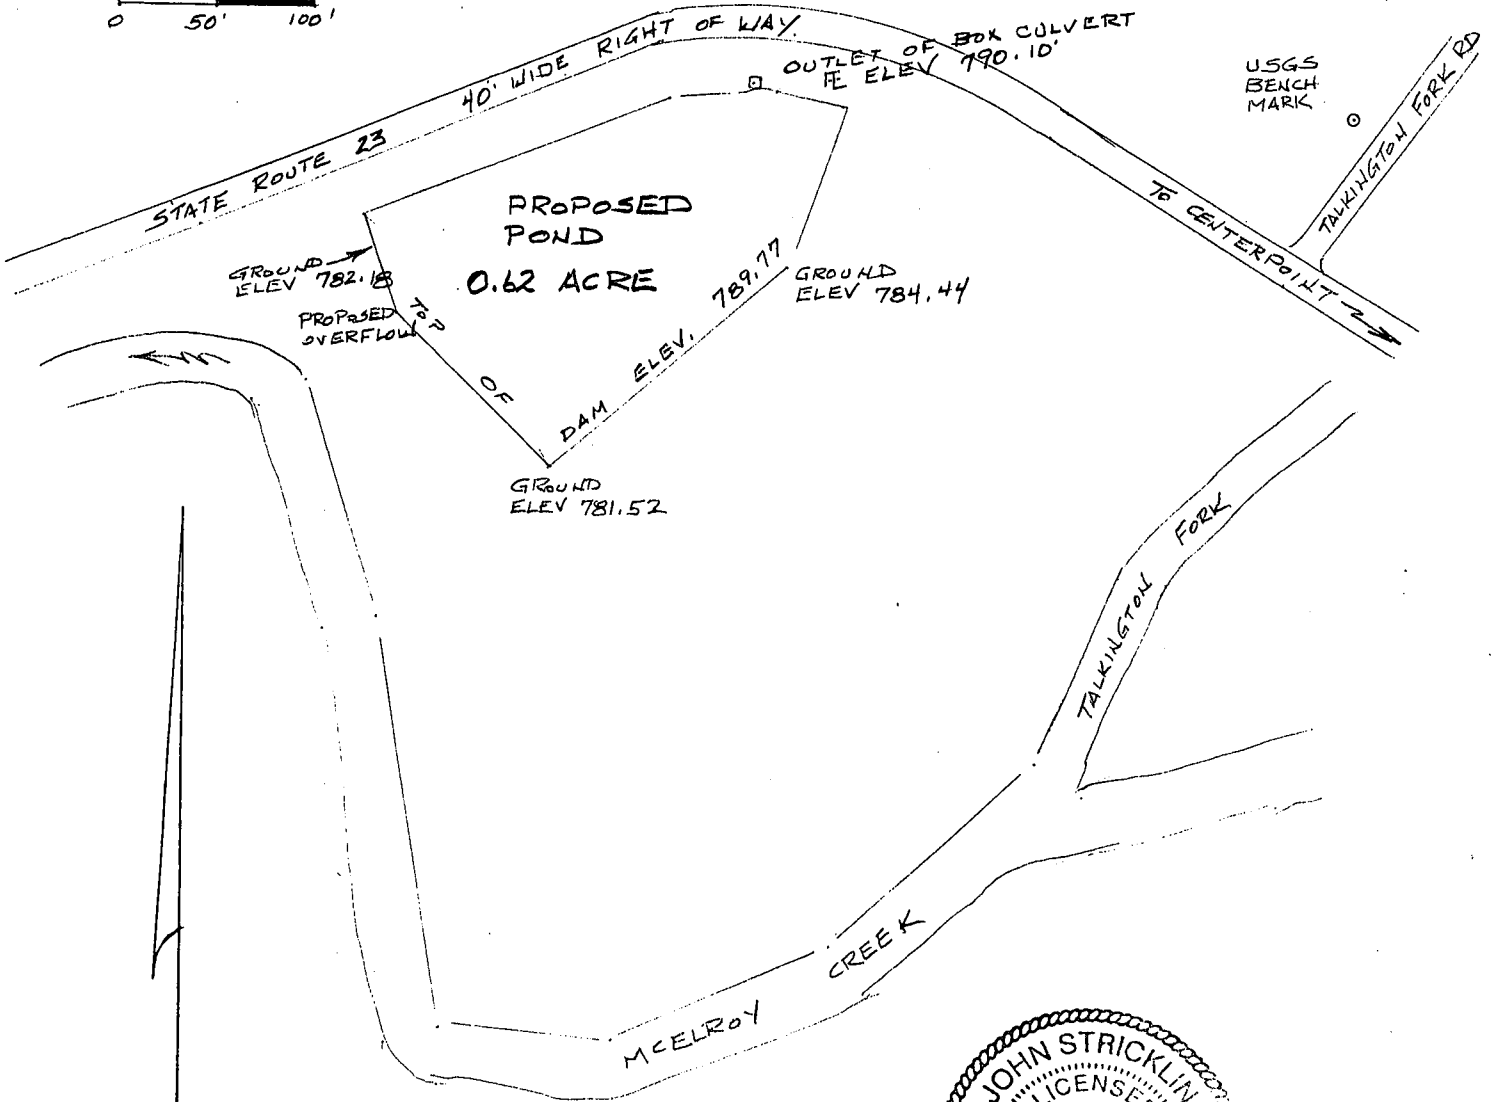 0 50' 100'
STATE ROUTE 23 40' WIDE RIGHT OF WAY.
OUTLET OF BOX CULVERT
FL ELEV 790.10'
USGS
BENCH
MARK
TALKINGTON FORK RD
TO CENTERPOINT
PROPOSED
POND
0.62 ACRE
GROUND
ELEV 782.18
PROPOSED
OVERFLOW
TOP OF DAM ELEV. 789.77
GROUND
ELEV 784.44
GROUND
ELEV 781.52
TALKINGTON FORK
MCELROY CREEK
JOHN STRICKLIN
LICENSE